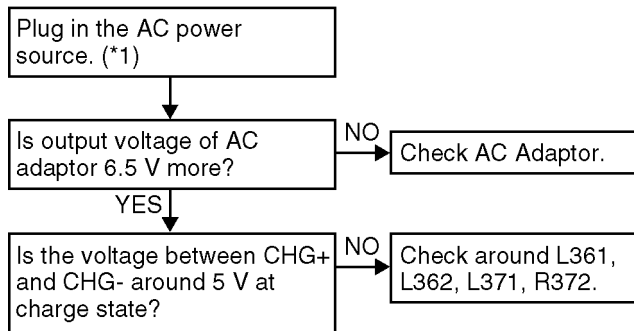 Plug in the AC power
source. (*1)
Is output voltage of AC
adaptor 6.5 V more?
NO
Check AC Adaptor.
YES
Is the voltage between CHG+
and CHG- around 5 V at
charge state?
NO
Check around L361,
L362, L371, R372.